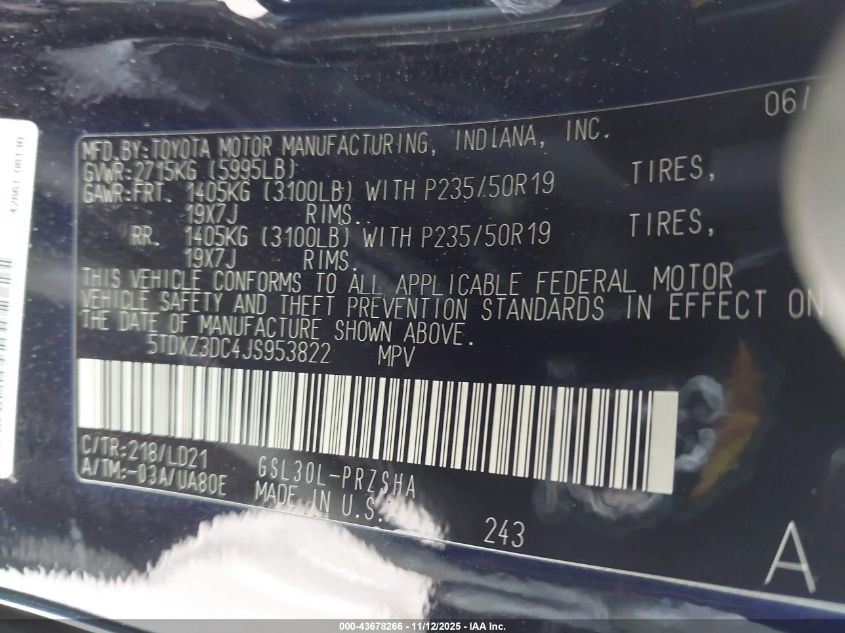 06/
MFD.BY:TOYOTA MOTOR MANUFACTURING, INDIANA, INC.
GVWR:2715KG (5995LB)
GAWR-FRT. 1405KG (3100LB) WITH P235/50R19 TIRES,
19X7J RIMS.
RR. 1405KG (3100LB) WITH P235/50R19 TIRES,
19X7J RIMS.
THIS VEHICLE CONFORMS TO ALL APPLICABLE FEDERAL MOTOR
VEHICLE SAFETY AND THEFT PREVENTION STANDARDS IN EFFECT ON
THE DATE OF MANUFACTURE SHOWN ABOVE.
5TDXZ3DC4JS953822 MPV
C/TR:218/LD21
A/TM:-03A/UA80E
GSL30L-PRZSHA
MADE IN U.S.
243
A
000-43678266 - 11/12/2025 - IAA Inc.